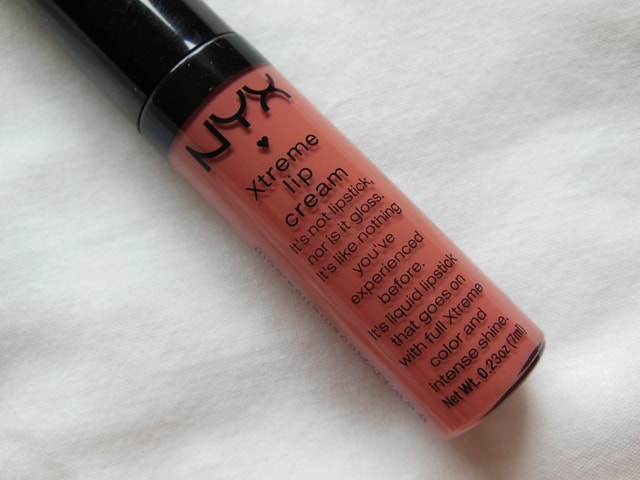 NYX
Xtreme
lip
cream
It's not lipstick,
nor is it gloss.
It's like nothing
you've
experienced
before.
It's liquid lipstick
that goes on
with full Xtreme
color and
intense shine.
Net Wt. 0.23oz (7ml)